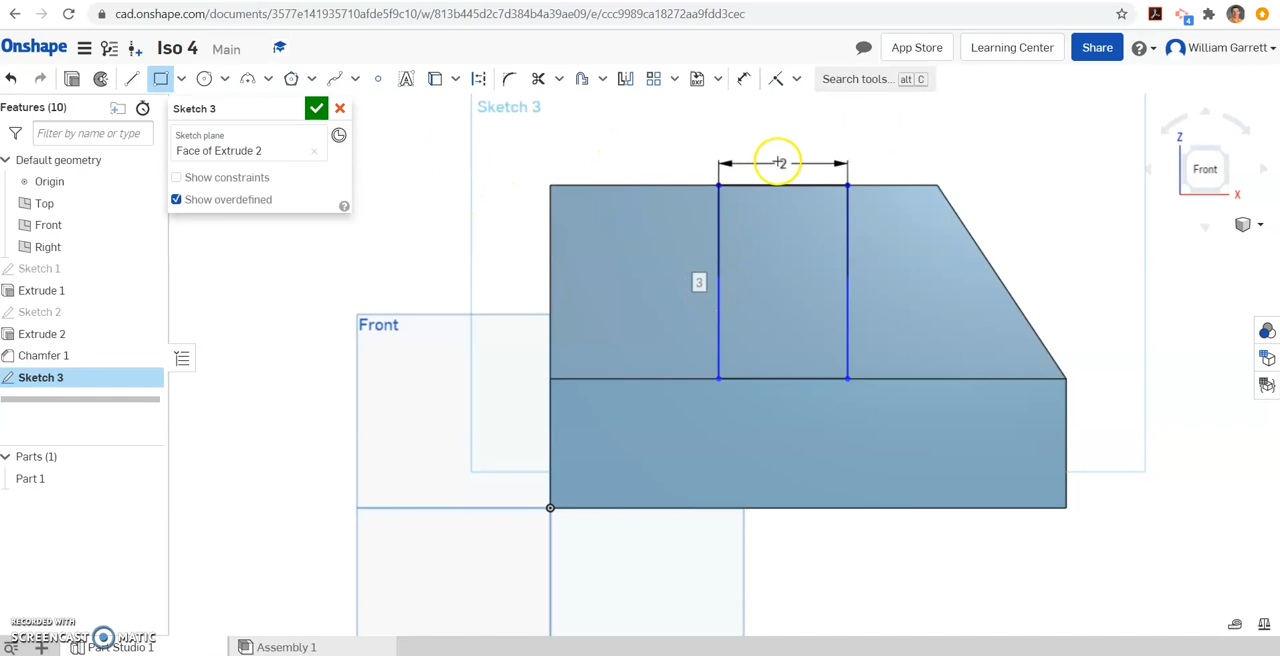 cad.onshape.com/documents/3577e141935710afde5f9c10/w/813b445d2c7d384b4a39ae09/e/ccc9989ca18272aa9fdd3cec
4
Onshape
Iso 4
Main
App Store
Learning Center
Share
?
William Garrett
Search tools...
alt
C
Features (10)
Filter by name or type
Default geometry
Origin
Top
Front
Right
Sketch 1
Extrude 1
Sketch 2
Extrude 2
Chamfer 1
Sketch 3
Parts (1)
Part 1
Sketch 3
Sketch plane
Face of Extrude 2
Show constraints
Show overdefined
?
Sketch 3
2
3
Front
Z
Front
X
RECORDED WITH
SCREENCAST MATIC
Part Studio 1
Assembly 1